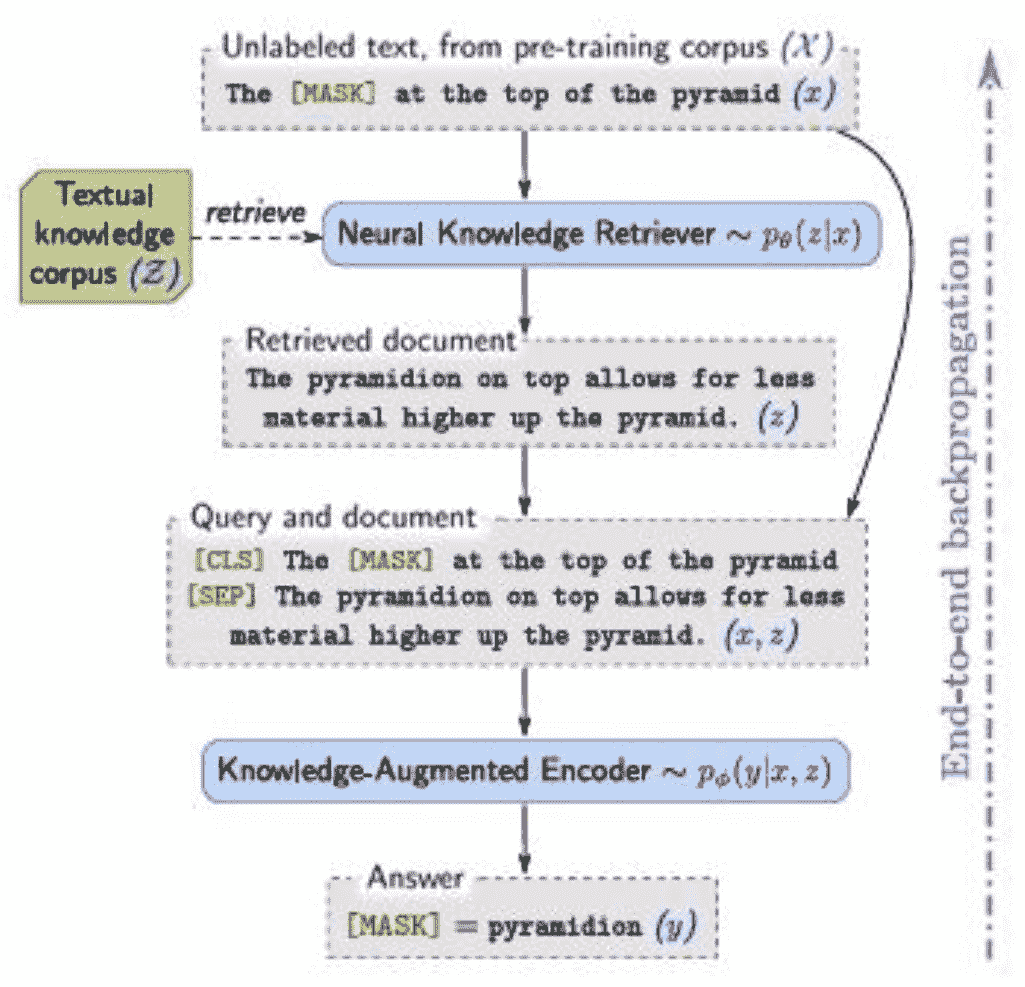 Unlabeled text, from pre-training corpus (𝒳)
The [MASK] at the top of the pyramid (x)
Textual
knowledge
corpus (𝒵)
retrieve
Neural Knowledge Retriever ∼ p_θ(z|x)
Retrieved document
The pyramidion on top allows for less
material higher up the pyramid. (z)
Query and document
[CLS] The [MASK] at the top of the pyramid
[SEP] The pyramidion on top allows for less
material higher up the pyramid. (x, z)
Knowledge-Augmented Encoder ∼ p_ϕ(y|x, z)
Answer
[MASK] = pyramidion (y)
End-to-end backpropagation